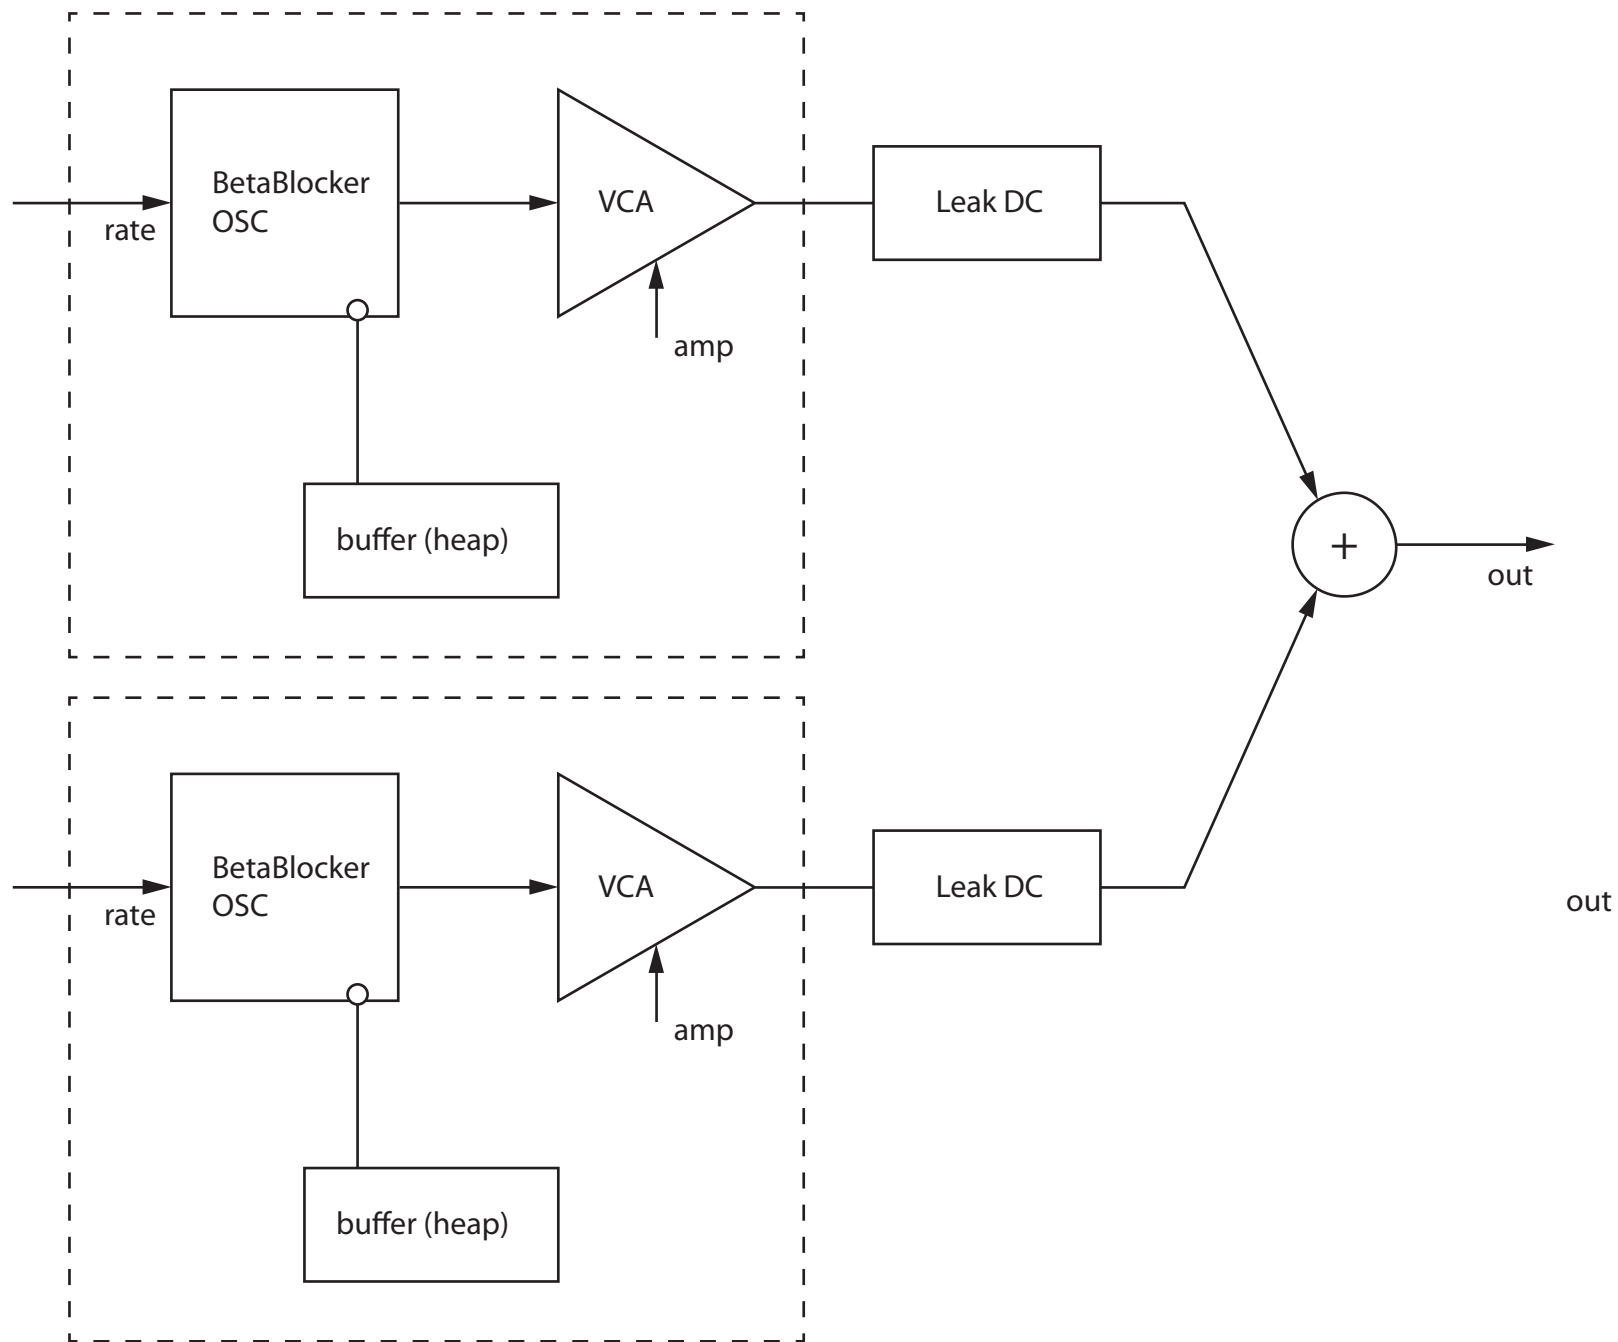 BetaBlocker
OSC
VCA
Leak DC
rate
amp
buffer (heap)
+
out
BetaBlocker
OSC
VCA
Leak DC
rate
out
amp
buffer (heap)